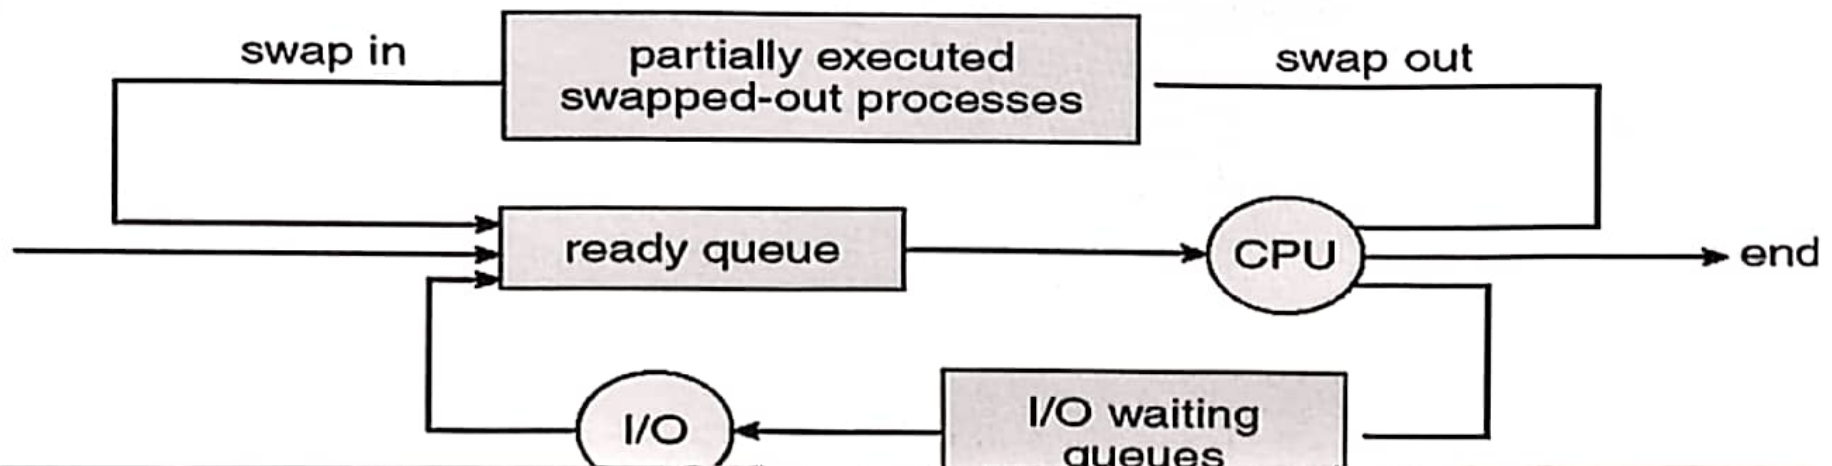 swap in
partially executed
swapped-out processes
swap out
ready queue
CPU
end
I/O
I/O waiting
queues